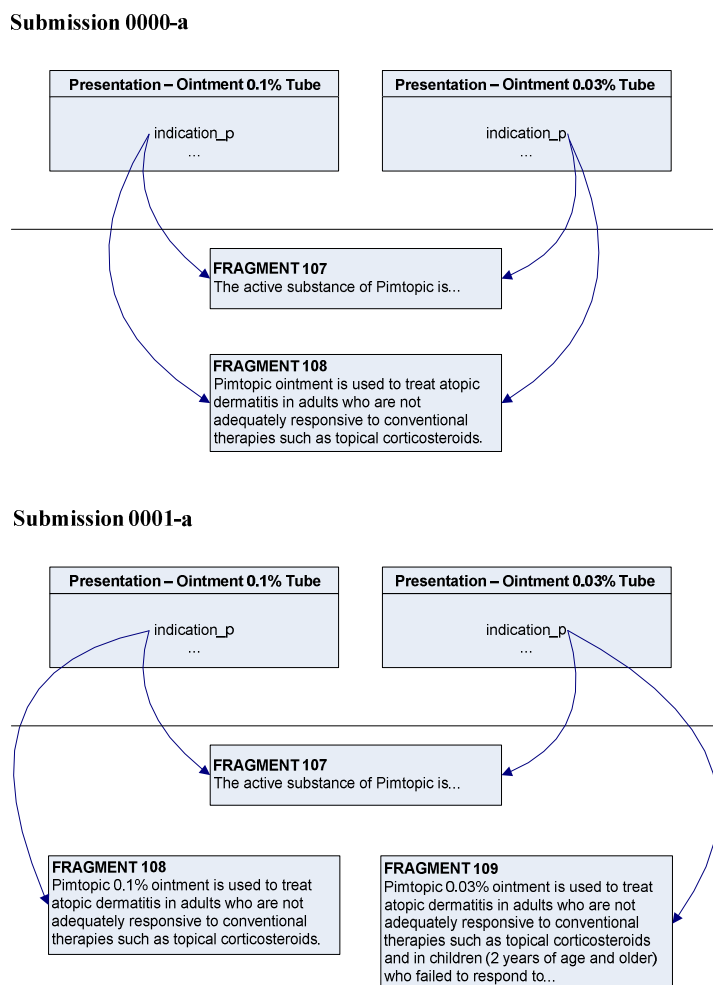 Submission 0000-a
Presentation – Ointment 0.1% Tube
indication_p
...
Presentation – Ointment 0.03% Tube
indication_p
...
FRAGMENT 107
The active substance of Pimtopic is...
FRAGMENT 108
Pimtopic ointment is used to treat atopic
dermatitis in adults who are not
adequately responsive to conventional
therapies such as topical corticosteroids.
Submission 0001-a
Presentation – Ointment 0.1% Tube
indication_p
...
Presentation – Ointment 0.03% Tube
indication_p
...
FRAGMENT 107
The active substance of Pimtopic is...
FRAGMENT 108
Pimtopic 0.1% ointment is used to treat
atopic dermatitis in adults who are not
adequately responsive to conventional
therapies such as topical corticosteroids.
FRAGMENT 109
Pimtopic 0.03% ointment is used to treat
atopic dermatitis in adults who are not
adequately responsive to conventional
therapies such as topical corticosteroids
and in children (2 years of age and older)
who failed to respond to...